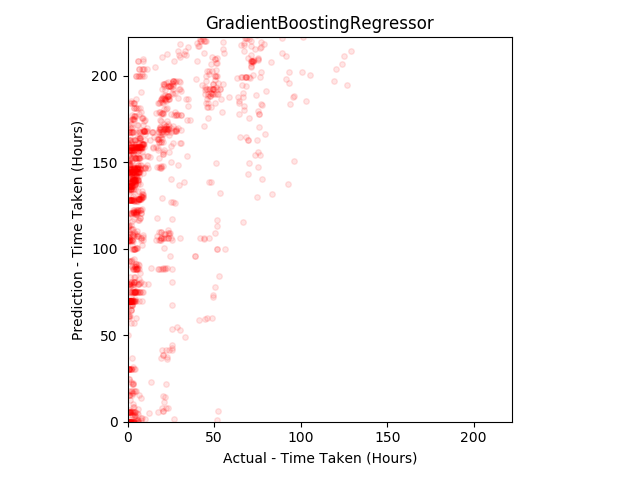 GradientBoostingRegressor
200
150
100
50
0
Prediction - Time Taken (Hours)
0 50 100 150 200
Actual - Time Taken (Hours)